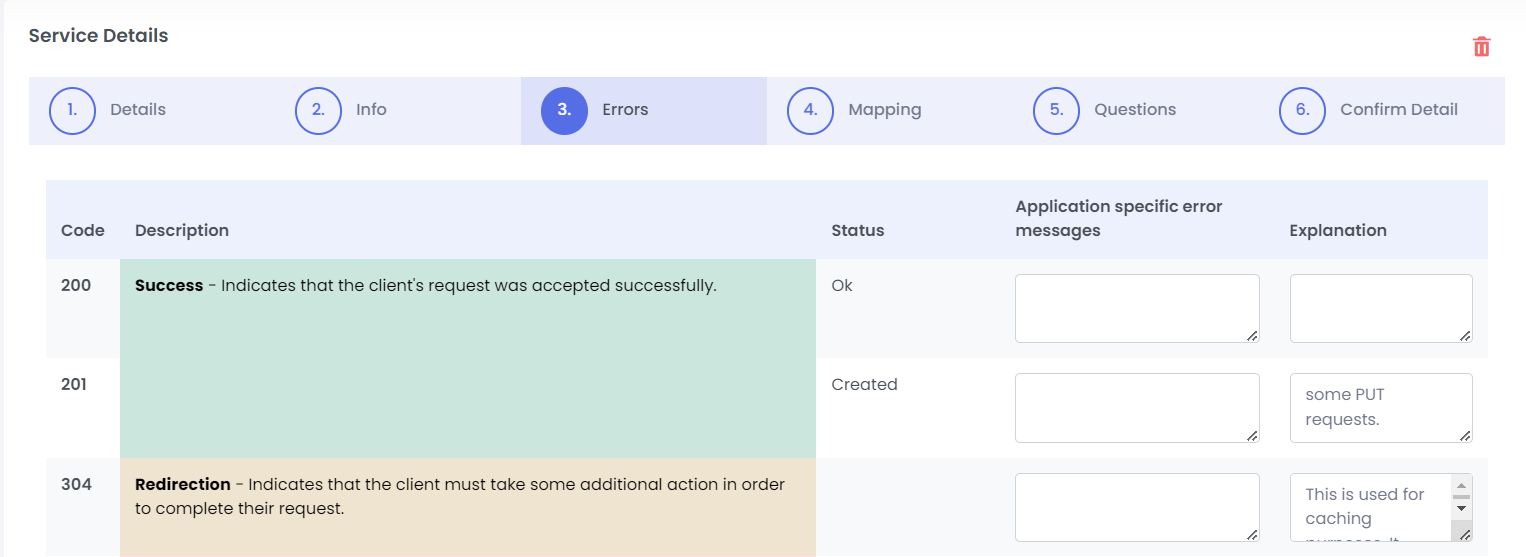 Service Details
1. Details
2. Info
3. Errors
4. Mapping
5. Questions
6. Confirm Detail
Code
Description
Status
Application specific error
messages
Explanation
200
Success - Indicates that the client's request was accepted successfully.
Ok
201
Created
some PUT
requests.
304
Redirection - Indicates that the client must take some additional action in order
to complete their request.
This is used for
caching